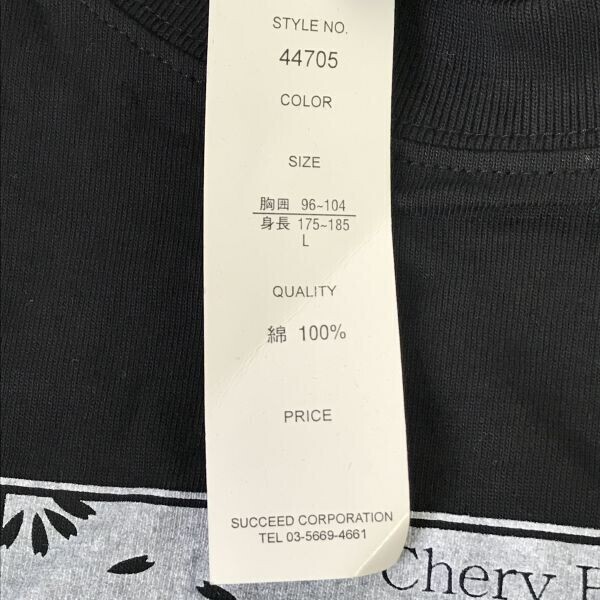 STYLE NO.
44705
COLOR
SIZE
胸囲 96~104
身長 175~185
L
QUALITY
綿 100%
PRICE
SUCCEED CORPORATION
TEL 03-5669-4661
Chery